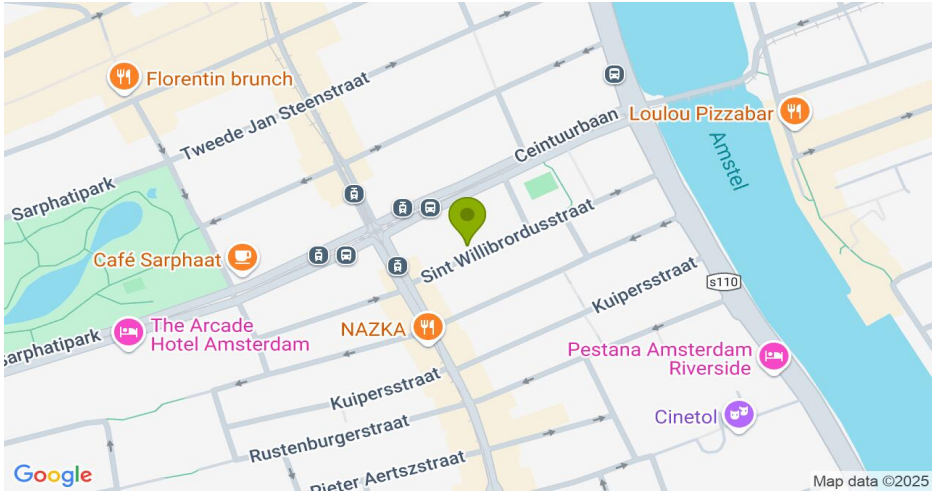 Florentin brunch
Tweede Jan Steenstraat
Ceintuurbaan
Loulou Pizzabar
Amstel
Sarphatipark
Café Sarphaat
Sint Willibrordusstraat
s110
Kuipersstraat
The Arcade
Hotel Amsterdam
NAZKA
Sarphatipark
Pestana Amsterdam
Riverside
Kuipersstraat
Cinetol
Rustenburgerstraat
Pieter Aertszstraat
Google
Map data ©2025